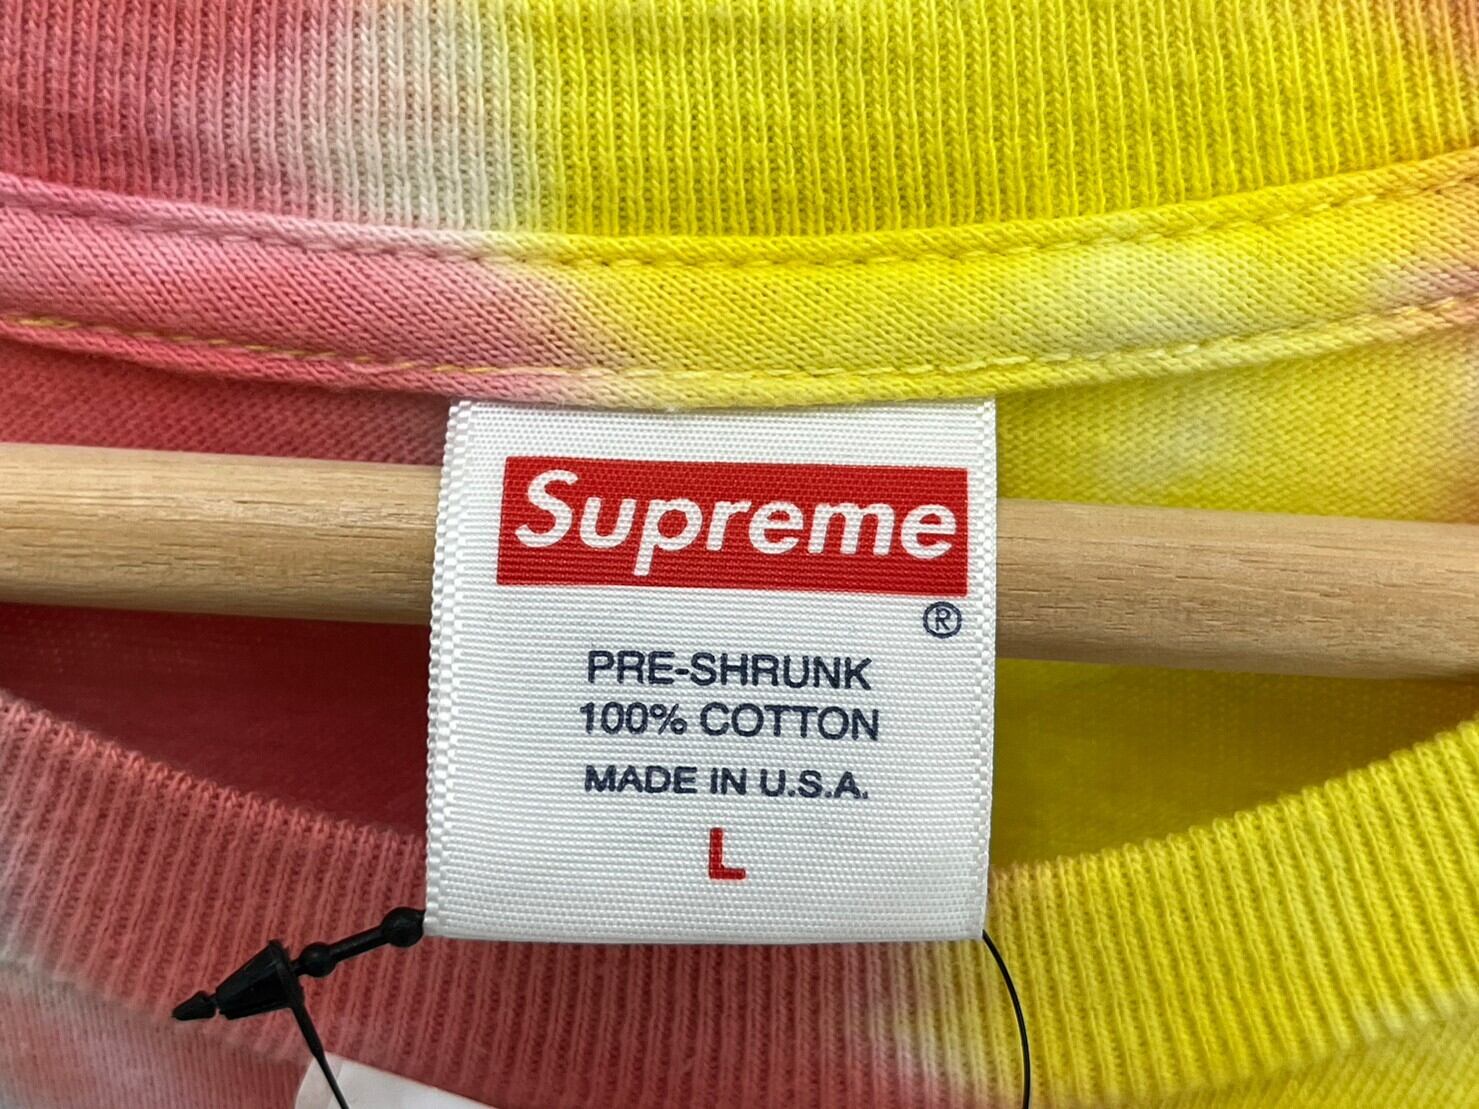 Supreme
®
PRE-SHRUNK
100% COTTON
MADE IN U.S.A.
L